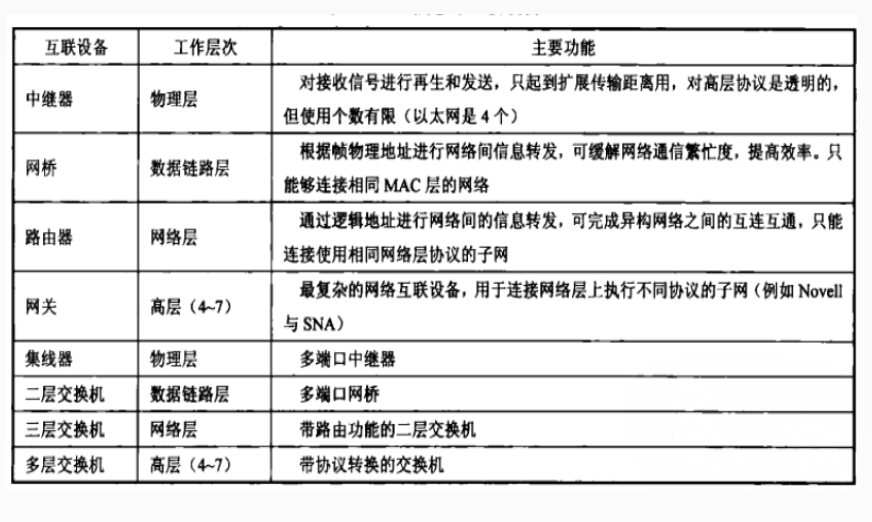 互联设备 工作层次 主要功能
中继器 物理层 对接收信号进行再生和发送，只起到扩展传输距离用，对高层协议是透明的，
但使用个数有限（以太网是4个）
网桥 数据链路层 根据帧物理地址进行网络间信息转发，可缓解网络通信繁忙度，提高效率。只
能够连接相同 MAC 层的网络
路由器 网络层 通过逻辑地址进行网络间的信息转发，可完成异构网络之间的互连互通，只能
连接使用相同网络层协议的子网
网关 高层（4~7） 最复杂的网络互联设备，用于连接网络层上执行不同协议的子网（例如 Novell
与 SNA）
集线器 物理层 多端口中继器
二层交换机 数据链路层 多端口网桥
三层交换机 网络层 带路由功能的二层交换机
多层交换机 高层（4~7） 带协议转换的交换机